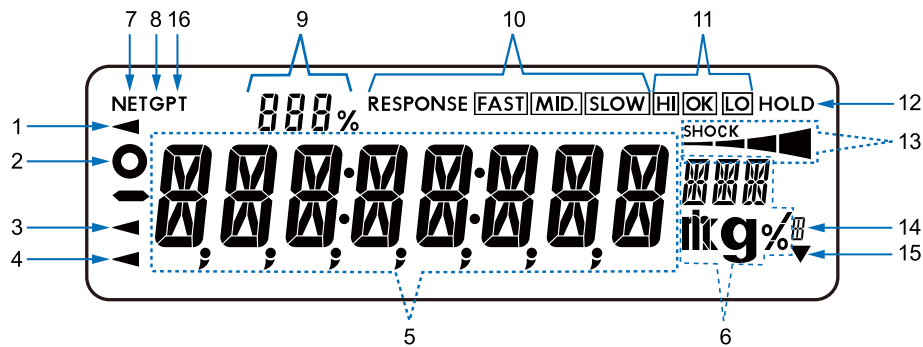 7 8 16 9 10 11
NETGPT 888% RESPONSE FAST MID. SLOW HI OK LO HOLD 12
1 SHOCK 13
2
3 kg% 14
4 15
5 6